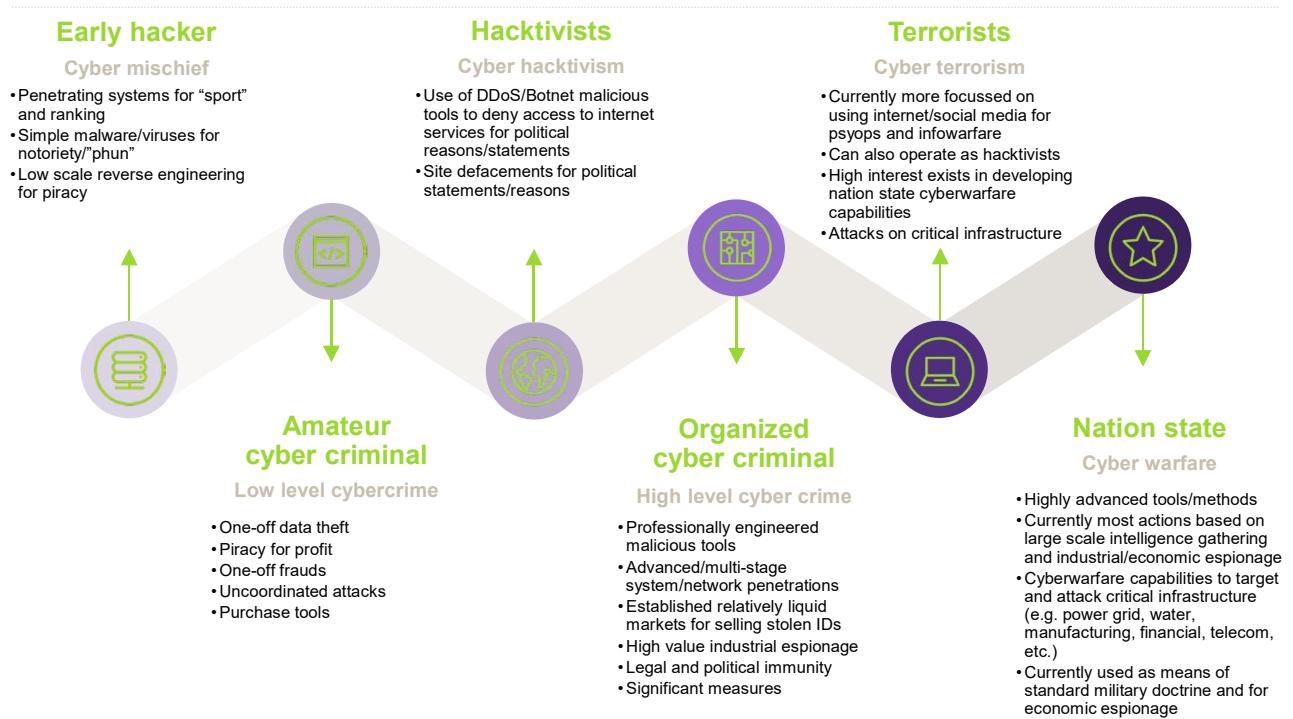 Early hacker
Cyber mischief
•Penetrating systems for “sport”
and ranking
•Simple malware/viruses for
notoriety/”phun”
•Low scale reverse engineering
for piracy
Amateur
cyber criminal
Low level cybercrime
•One-off data theft
•Piracy for profit
•One-off frauds
•Uncoordinated attacks
•Purchase tools
Hacktivists
Cyber hacktivism
•Use of DDoS/Botnet malicious
tools to deny access to internet
services for political
reasons/statements
•Site defacements for political
statements/reasons
Organized
cyber criminal
High level cyber crime
•Professionally engineered
malicious tools
•Advanced/multi-stage
system/network penetrations
•Established relatively liquid
markets for selling stolen IDs
•High value industrial espionage
•Legal and political immunity
•Significant measures
Terrorists
Cyber terrorism
•Currently more focussed on
using internet/social media for
psyops and infowarfare
•Can also operate as hacktivists
•High interest exists in developing
nation state cyberwarfare
capabilities
•Attacks on critical infrastructure
Nation state
Cyber warfare
•Highly advanced tools/methods
•Currently most actions based on
large scale intelligence gathering
and industrial/economic espionage
•Cyberwarfare capabilities to target
and attack critical infrastructure
(e.g. power grid, water,
manufacturing, financial, telecom,
etc.)
•Currently used as means of
standard military doctrine and for
economic espionage